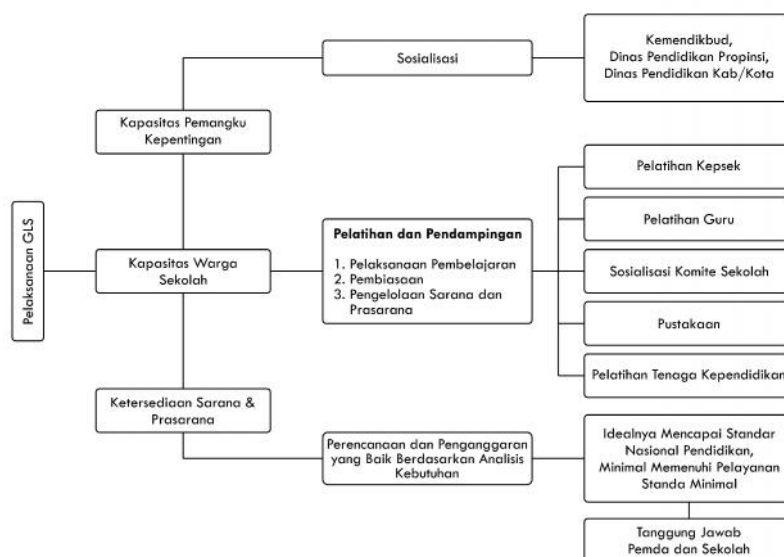 Pelaksanaan GLS
Kapasitas Pemangku
Kepentingan
Sosialisasi
Kemendikbud,
Dinas Pendidikan Propinsi,
Dinas Pendidikan Kab/Kota
Kapasitas Warga
Sekolah
Pelatihan dan Pendampingan
1. Pelaksanaan Pembelajaran
2. Pembiasaan
3. Pengelolaan Sarana dan
Prasarana
Pelatihan Kepsek
Pelatihan Guru
Sosialisasi Komite Sekolah
Pustakaan
Pelatihan Tenaga Kependidikan
Ketersediaan Sarana &
Prasarana
Perencanaan dan Penganggaran
yang Baik Berdasarkan Analisis
Kebutuhan
Idealnya Mencapai Standar
Nasional Pendidikan,
Minimal Memenuhi Pelayanan
Standa Minimal
Tanggung Jawab
Pemda dan Sekolah